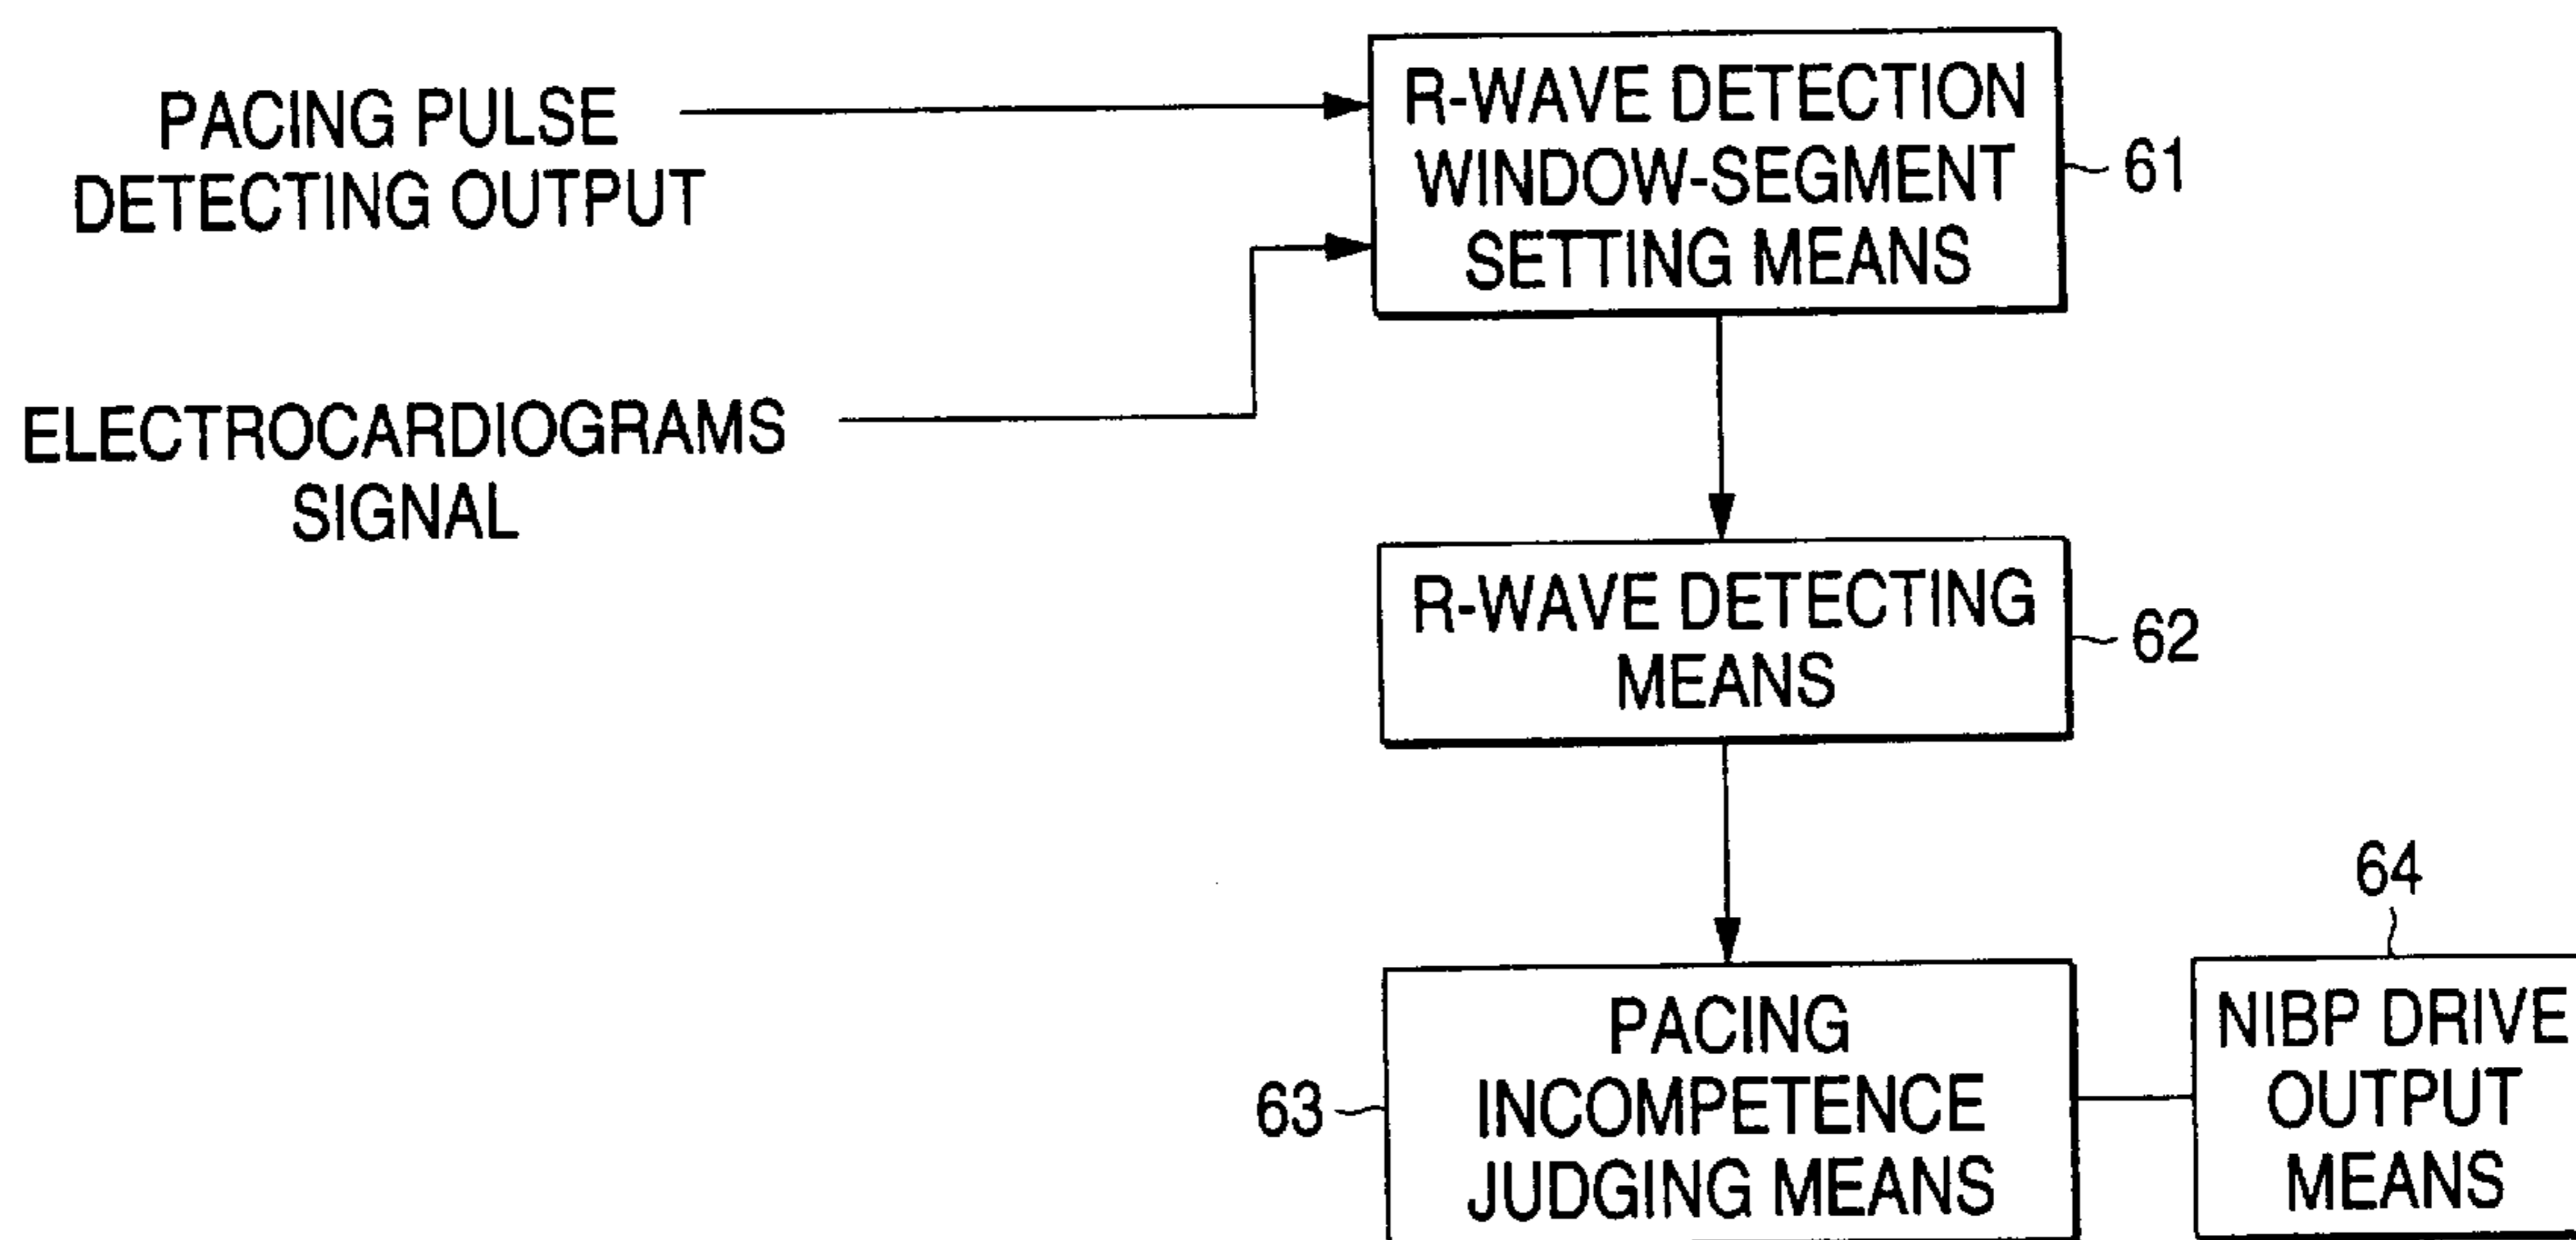 PACING PULSE
DETECTING OUTPUT
R-WAVE DETECTION
WINDOW-SEGMENT
SETTING MEANS
61
ELECTROCARDIOGRAMS
SIGNAL
R-WAVE DETECTING
MEANS
62
63
PACING
INCOMPETENCE
JUDGING MEANS
64
NIBP DRIVE
OUTPUT
MEANS